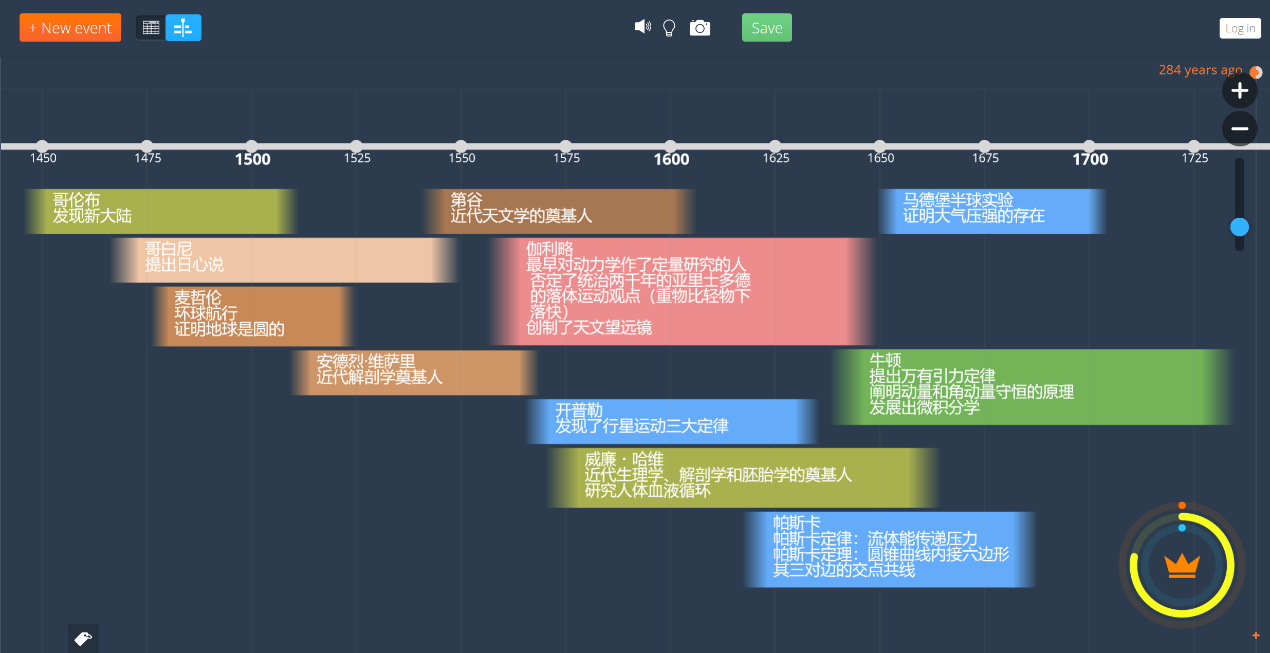 + New event
Save
Log in
284 years ago
1450 1475 1500 1525 1550 1575 1600 1625 1650 1675 1700 1725
哥伦布
发现新大陆
第谷
近代天文学的奠基人
马德堡半球实验
证明大气压强的存在
哥白尼
提出日心说
伽利略
最早对动力学作了定量研究的人
否定了统治两千年的亚里士多德
的落体运动观点（重物比轻物下
落快）
创制了天文望远镜
麦哲伦
环球航行
证明地球是圆的
安德烈·维萨里
近代解剖学奠基人
牛顿
提出万有引力定律
阐明动量和角动量守恒的原理
发展出微积分学
开普勒
发现了行星运动三大定律
威廉·哈维
近代生理学、解剖学和胚胎学的奠基人
研究人体血液循环
帕斯卡
帕斯卡定律：流体能传递压力
帕斯卡定理：圆锥曲线内接六边形
其三对边的交点共线